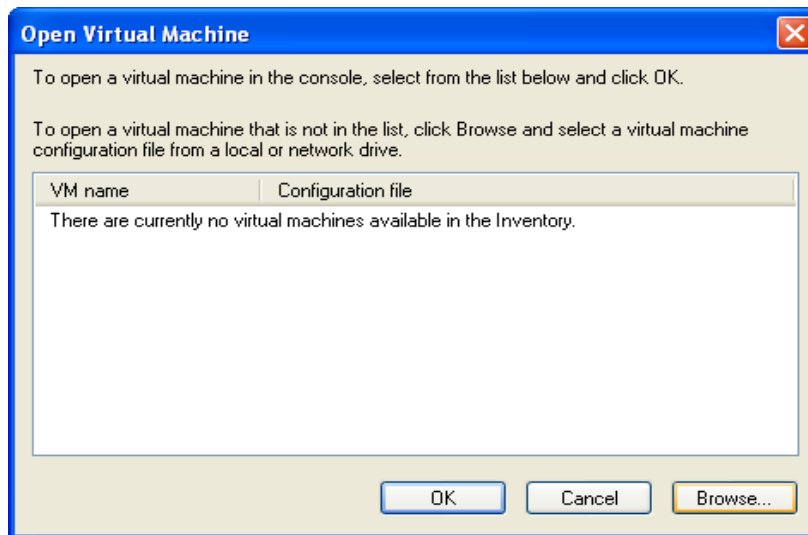 Open Virtual Machine
To open a virtual machine in the console, select from the list below and click OK.
To open a virtual machine that is not in the list, click Browse and select a virtual machine
configuration file from a local or network drive.
VM name Configuration file
There are currently no virtual machines available in the Inventory.
OK Cancel Browse...